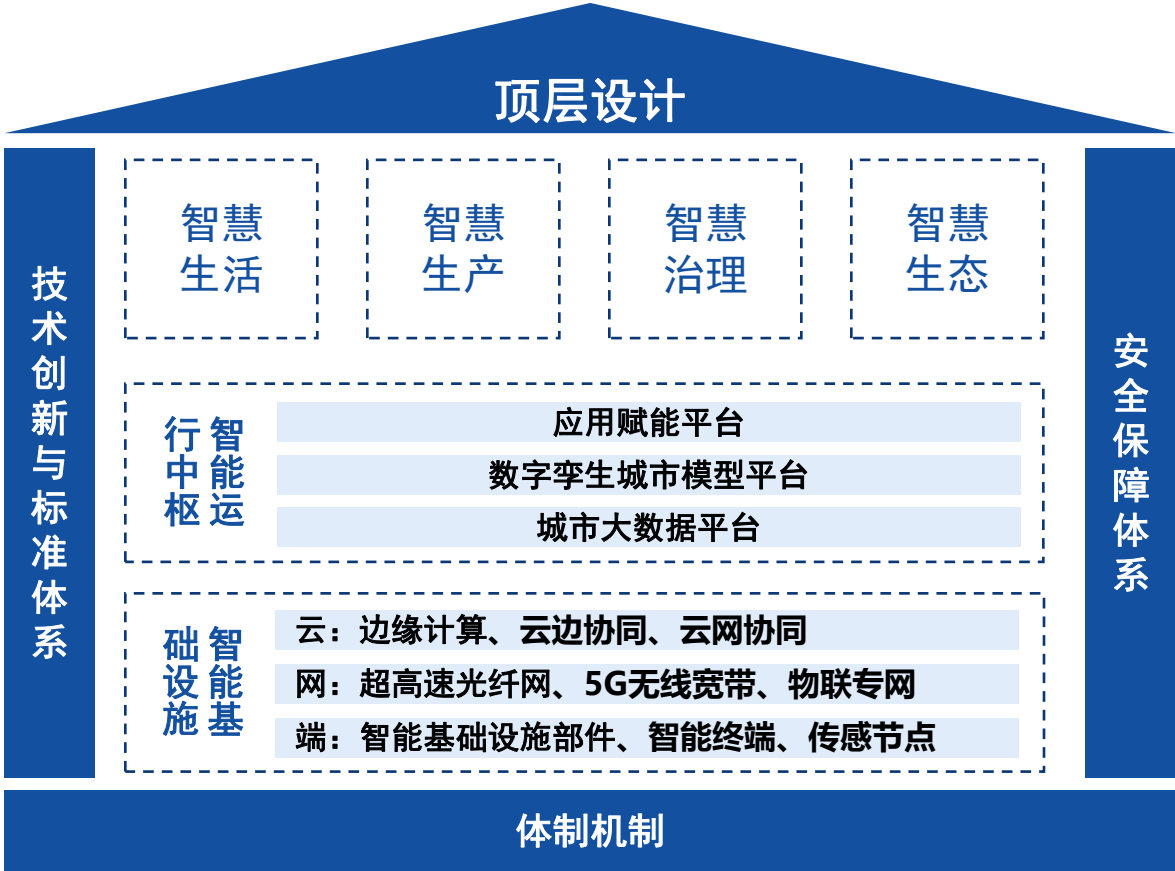 顶层设计
技术创新与标准体系
智慧
生活
智慧
生产
智慧
治理
智慧
生态
安全保障体系
智能运
行中枢
应用赋能平台
数字孪生城市模型平台
城市大数据平台
智能基
础设施
云：边缘计算、云边协同、云网协同
网：超高速光纤网、5G无线宽带、物联专网
端：智能基础设施部件、智能终端、传感节点
体制机制